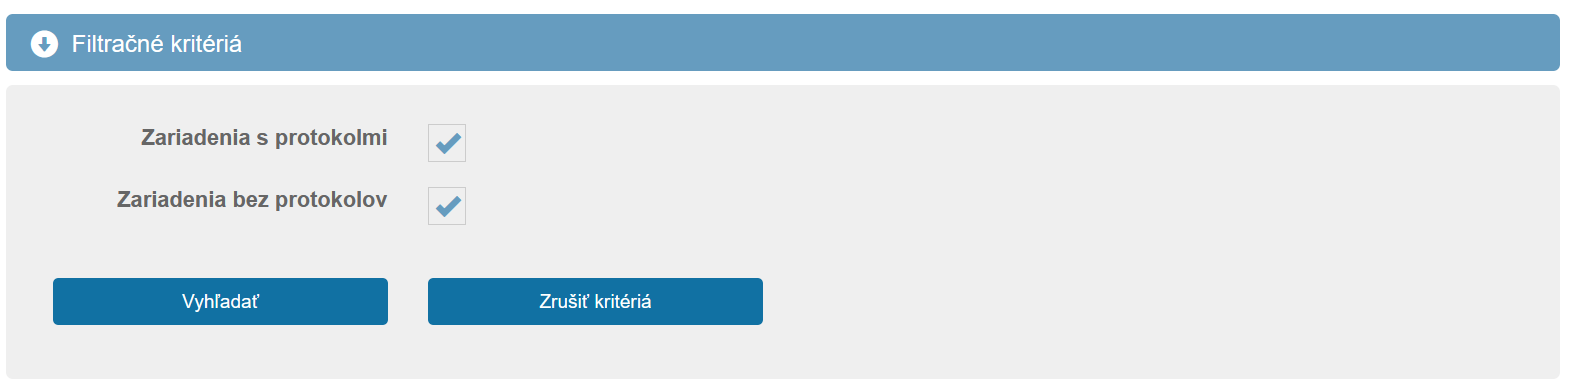 Filtračné kritériá
Zariadenia s protokolmi
Zariadenia bez protokolov
Vyhľadať
Zrušiť kritériá